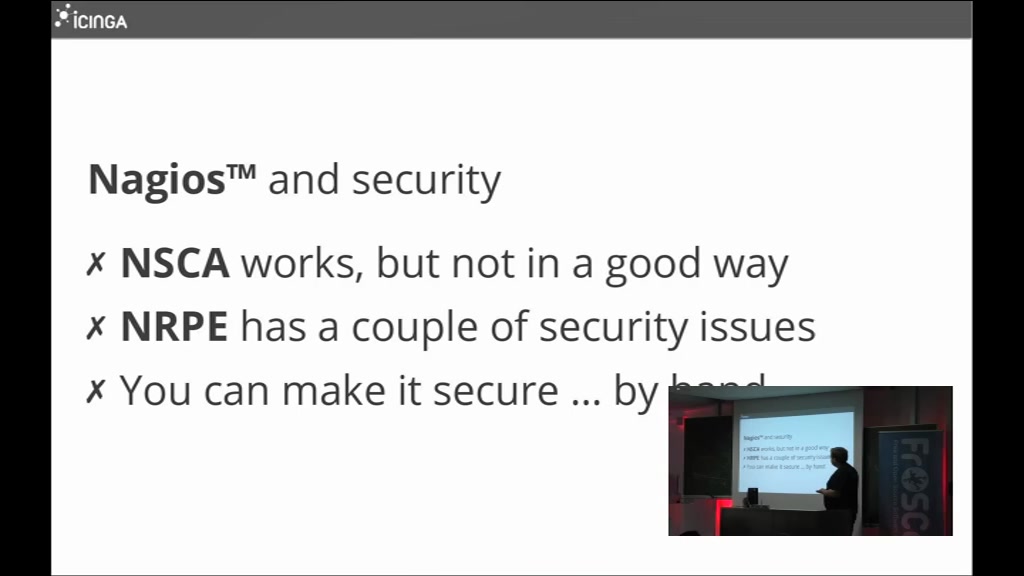 ICINGA
Nagios™ and security
✗ NSCA works, but not in a good way
✗ NRPE has a couple of security issues
✗ You can make it secure ... by hand
Nagios™ and security
✗ NSCA works, but not in a good way
✗ NRPE has a couple of security issues
✗ You can make it secure ... by hand
FrOSC